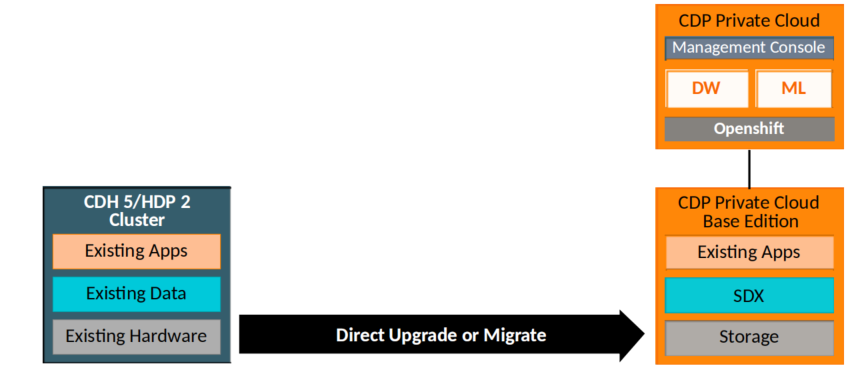 CDP Private Cloud
Management Console
DW
ML
Openshift
CDH 5/HDP 2
Cluster
Existing Apps
Existing Data
Existing Hardware
Direct Upgrade or Migrate
CDP Private Cloud
Base Edition
Existing Apps
SDX
Storage